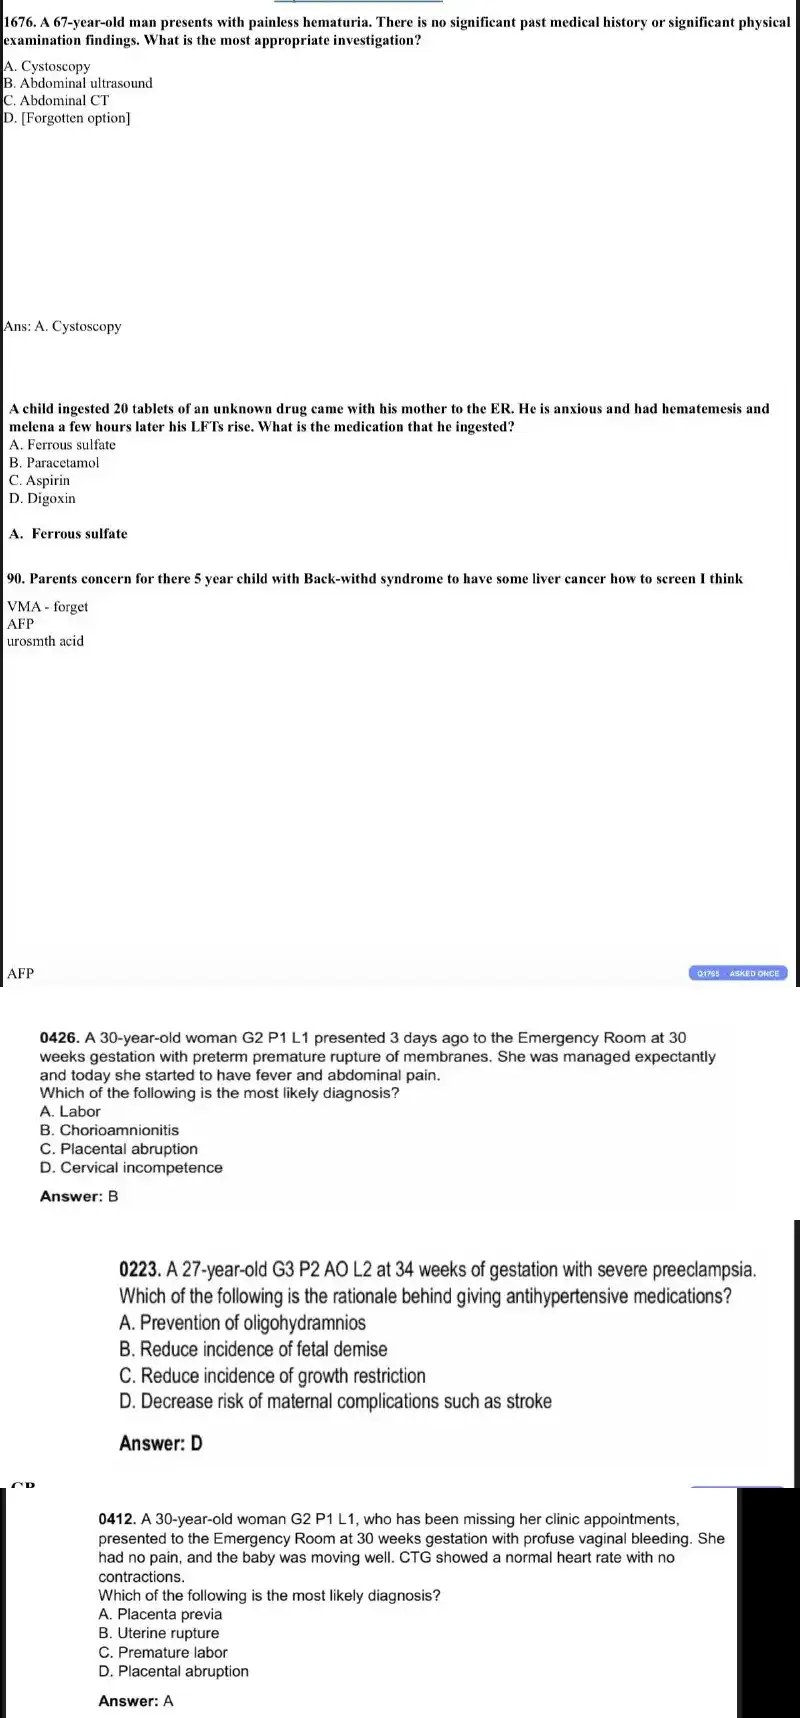 1676. A 67-year-old man presents with painless hematuria. There is no significant past medical history or significant physical
examination findings. What is the most appropriate investigation?
A. Cystoscopy
B. Abdominal ultrasound
C. Abdominal CT
D. [Forgotten option]
Ans: A. Cystoscopy
A child ingested 20 tablets of an unknown drug came with his mother to the ER. He is anxious and had hematemesis and
melena a few hours later his LFTs rise. What is the medication that he ingested?
A. Ferrous sulfate
B. Paracetamol
C. Aspirin
D. Digoxin
A. Ferrous sulfate
90. Parents concern for there 5 year child with Back-withd syndrome to have some liver cancer how to screen I think
VMA - forget
AFP
urosmth acid
AFP
Q1755 ASKED ONCE
0426. A 30-year-old woman G2 P1 L1 presented 3 days ago to the Emergency Room at 30
weeks gestation with preterm premature rupture of membranes. She was managed expectantly
and today she started to have fever and abdominal pain.
Which of the following is the most likely diagnosis?
A. Labor
B. Chorioamnionitis
C. Placental abruption
D. Cervical incompetence
Answer: B
0223. A 27-year-old G3 P2 AO L2 at 34 weeks of gestation with severe preeclampsia.
Which of the following is the rationale behind giving antihypertensive medications?
A. Prevention of oligohydramnios
B. Reduce incidence of fetal demise
C. Reduce incidence of growth restriction
D. Decrease risk of maternal complications such as stroke
Answer: D
0412. A 30-year-old woman G2 P1 L1, who has been missing her clinic appointments,
presented to the Emergency Room at 30 weeks gestation with profuse vaginal bleeding. She
had no pain, and the baby was moving well. CTG showed a normal heart rate with no
contractions.
Which of the following is the most likely diagnosis?
A. Placenta previa
B. Uterine rupture
C. Premature labor
D. Placental abruption
Answer: A